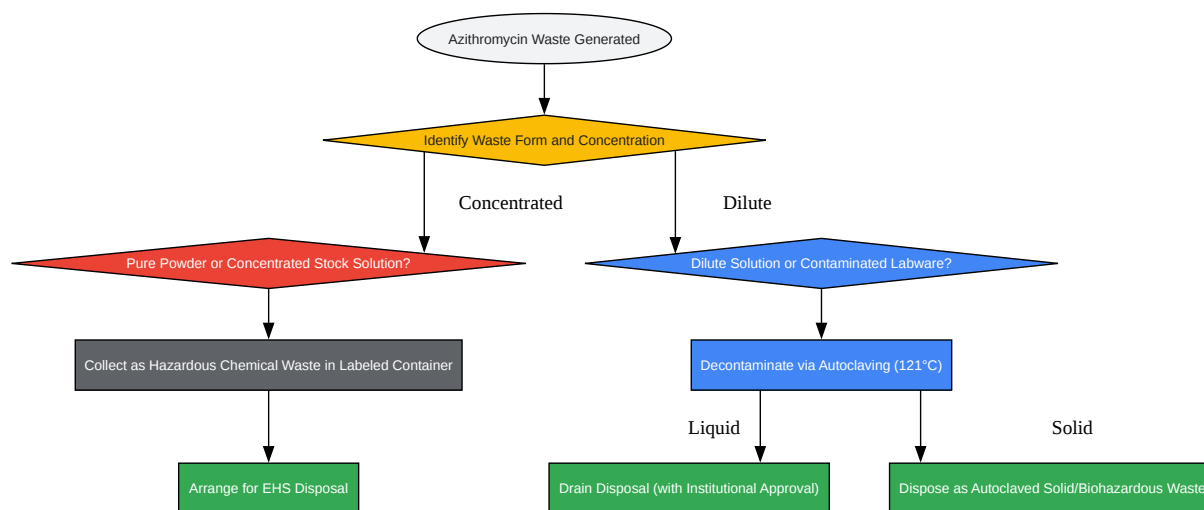 Azithromycin Waste Generated
Identify Waste Form and Concentration
Concentrated
Dilute
Pure Powder or Concentrated Stock Solution?
Dilute Solution or Contaminated Labware?
Collect as Hazardous Chemical Waste in Labeled Container
Decontaminate via Autoclaving (121°C)
Liquid
Solid
Arrange for EHS Disposal
Drain Disposal (with Institutional Approval)
Dispose as Autoclaved Solid/Biohazardous Waste